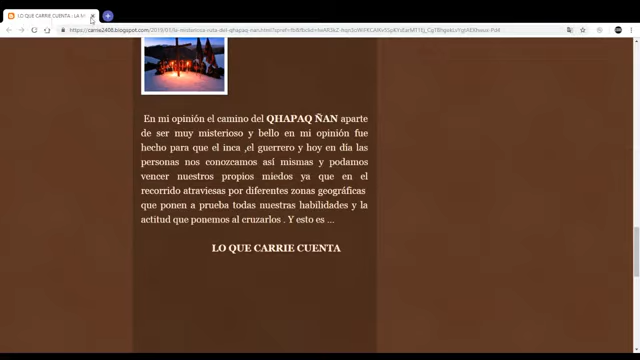 LO QUE CARRIE CUENTA : LA M
En mi opinión el camino del QHAPAQ ÑAN aparte
de ser muy misterioso y bello en mi opinión fue
hecho para que el inca ,el guerrero y hoy en día las
personas nos conozcamos así mismas y podamos
vencer nuestros propios miedos ya que en el
recorrido atraviesas por diferentes zonas geográficas
que ponen a prueba todas nuestras habilidades y la
actitud que ponemos al cruzarlos . Y esto es ...
LO QUE CARRIE CUENTA